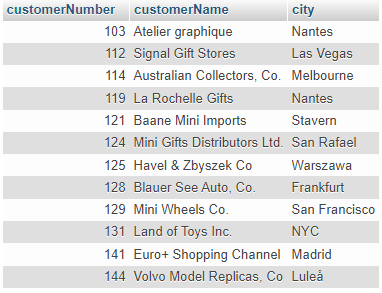 customerNumber customerName city
103 Atelier graphique Nantes
112 Signal Gift Stores Las Vegas
114 Australian Collectors, Co. Melbourne
119 La Rochelle Gifts Nantes
121 Baane Mini Imports Stavern
124 Mini Gifts Distributors Ltd. San Rafael
125 Havel & Zbyszek Co Warszawa
128 Blauer See Auto, Co. Frankfurt
129 Mini Wheels Co. San Francisco
131 Land of Toys Inc. NYC
141 Euro+ Shopping Channel Madrid
144 Volvo Model Replicas, Co Luleå